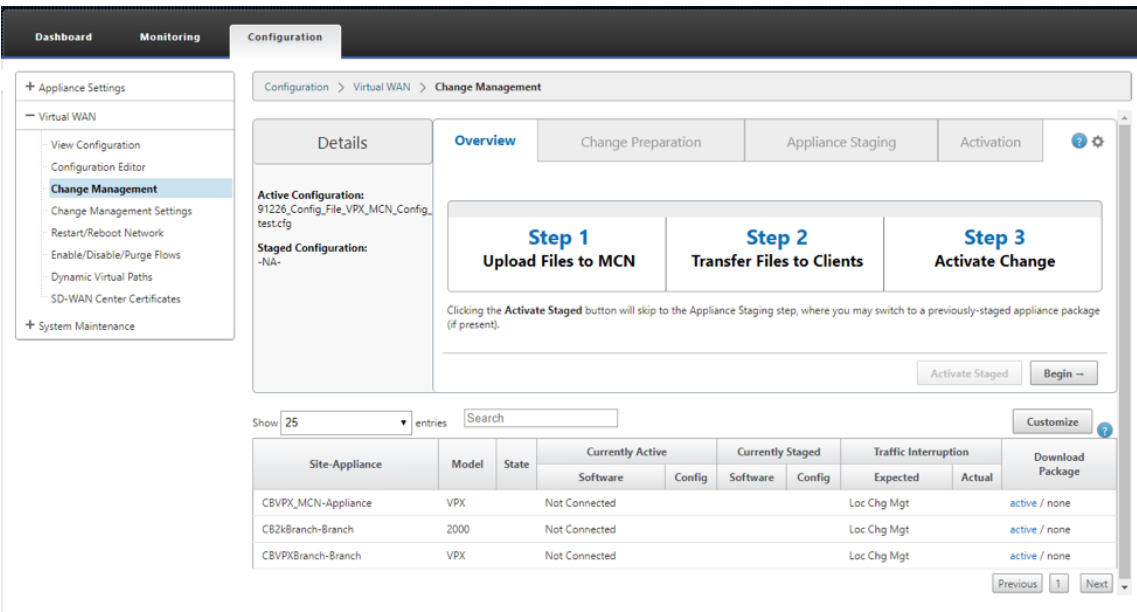 Dashboard Monitoring Configuration
+ Appliance Settings
− Virtual WAN
View Configuration
Configuration Editor
Change Management
Change Management Settings
Restart/Reboot Network
Enable/Disable/Purge Flows
Dynamic Virtual Paths
SD-WAN Center Certificates
+ System Maintenance
Configuration > Virtual WAN > Change Management
Details
Active Configuration:
91226_Config_File_VPX_MCN_Config_
test.cfg
Staged Configuration:
-NA-
Overview Change Preparation Appliance Staging Activation ?
Step 1 Step 2 Step 3
Upload Files to MCN Transfer Files to Clients Activate Change
Clicking the Activate Staged button will skip to the Appliance Staging step, where you may switch to a previously-staged appliance package
(if present).
Activate Staged Begin →
Show 25 entries Search Customize ?
Site-Appliance Model State Currently Active Currently Staged Traffic Interruption Download
Package
Software Config Software Config Expected Actual
CBVPX_MCN-Appliance VPX Not Connected Loc Chg Mgt active / none
CB2kBranch-Branch 2000 Not Connected Loc Chg Mgt active / none
CBVPXBranch-Branch VPX Not Connected Loc Chg Mgt active / none
Previous 1 Next